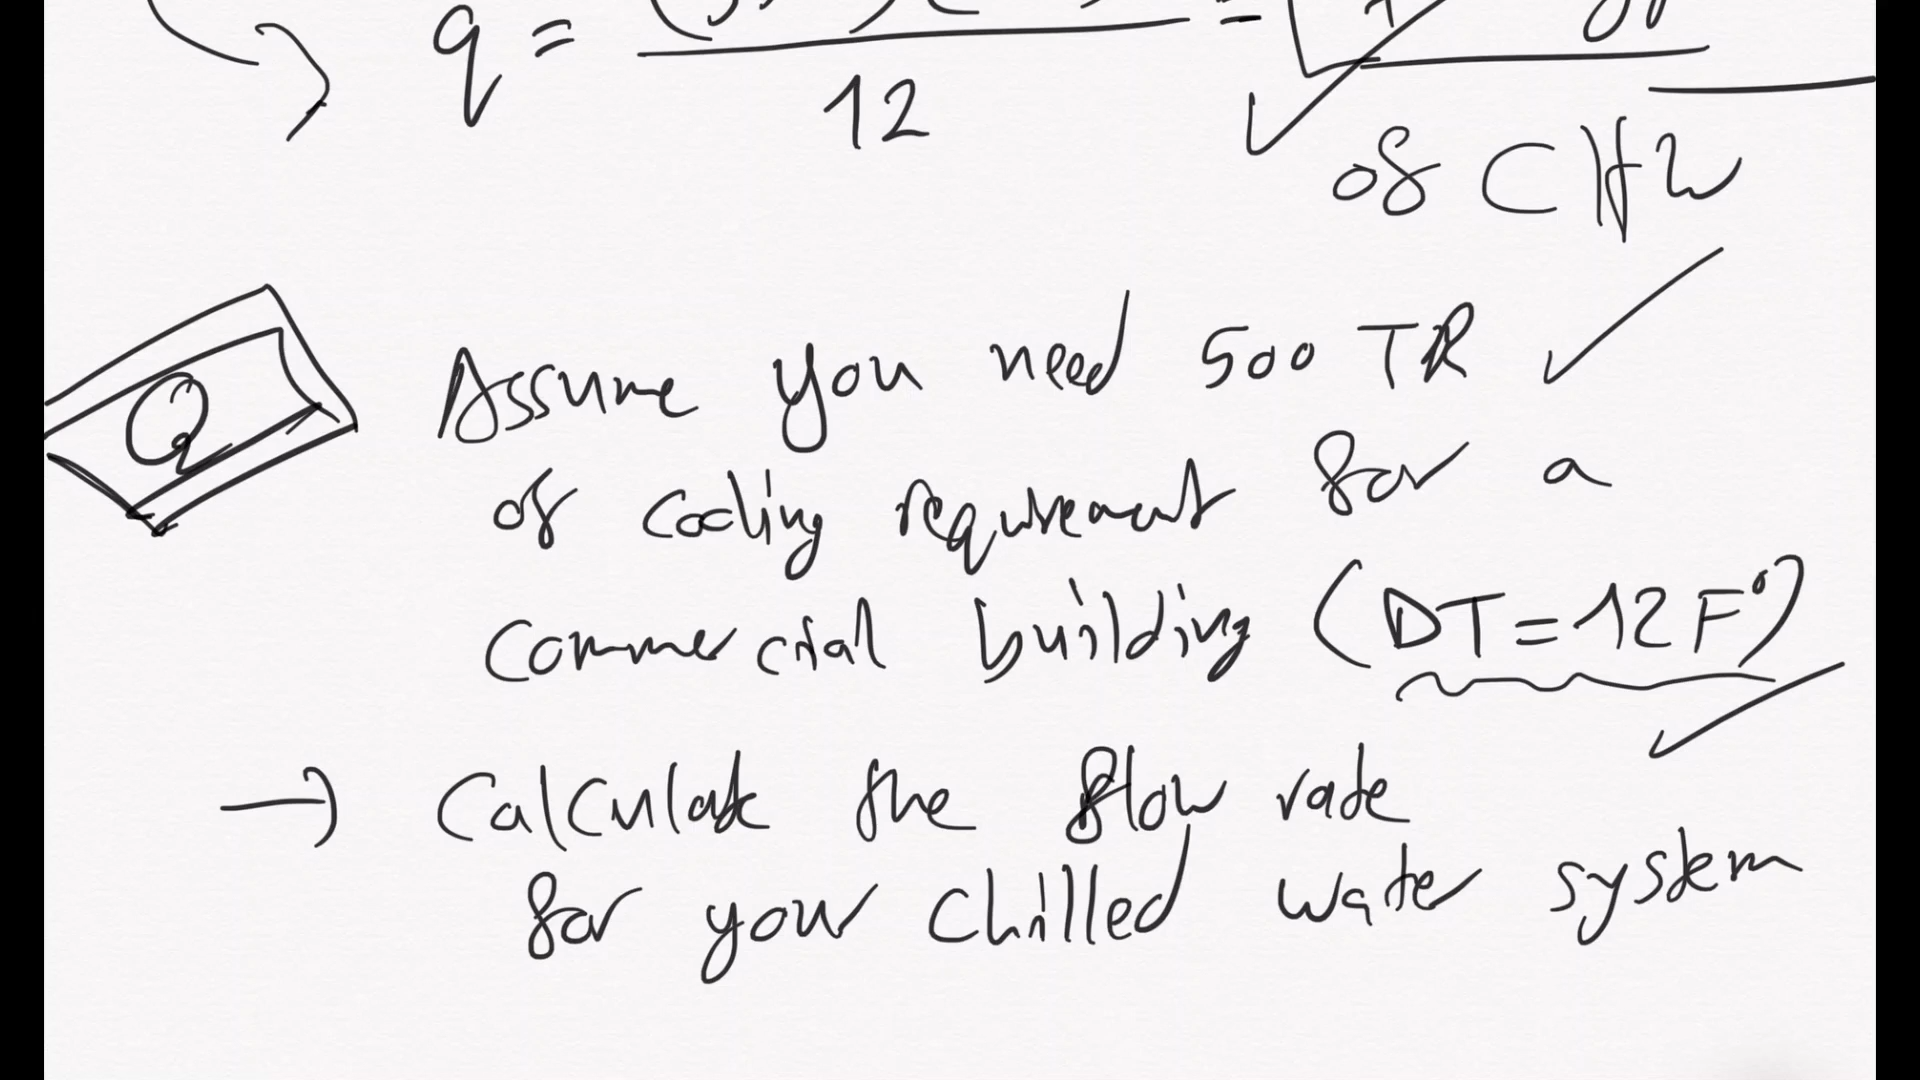 q = =
12
of CHW
Q
Assume you need 500 TR
of cooling requirement for a
commercial building (DT=12F°)
→ Calculate the flow rate
for your chilled water system